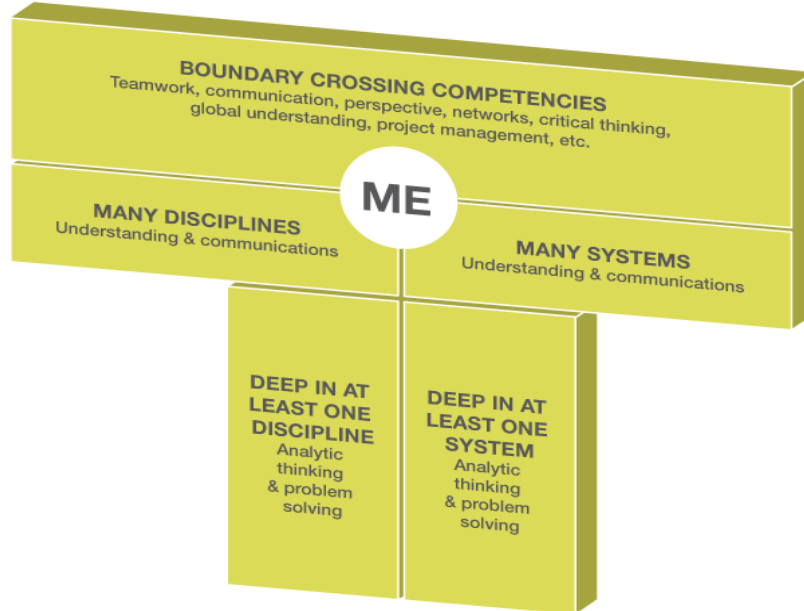 BOUNDARY CROSSING COMPETENCIES
Teamwork, communication, perspective, networks, critical thinking,
global understanding, project management, etc.
ME
MANY DISCIPLINES
Understanding & communications
MANY SYSTEMS
Understanding & communications
DEEP IN AT
LEAST ONE
DISCIPLINE
Analytic
thinking
& problem
solving
DEEP IN AT
LEAST ONE
SYSTEM
Analytic
thinking
& problem
solving